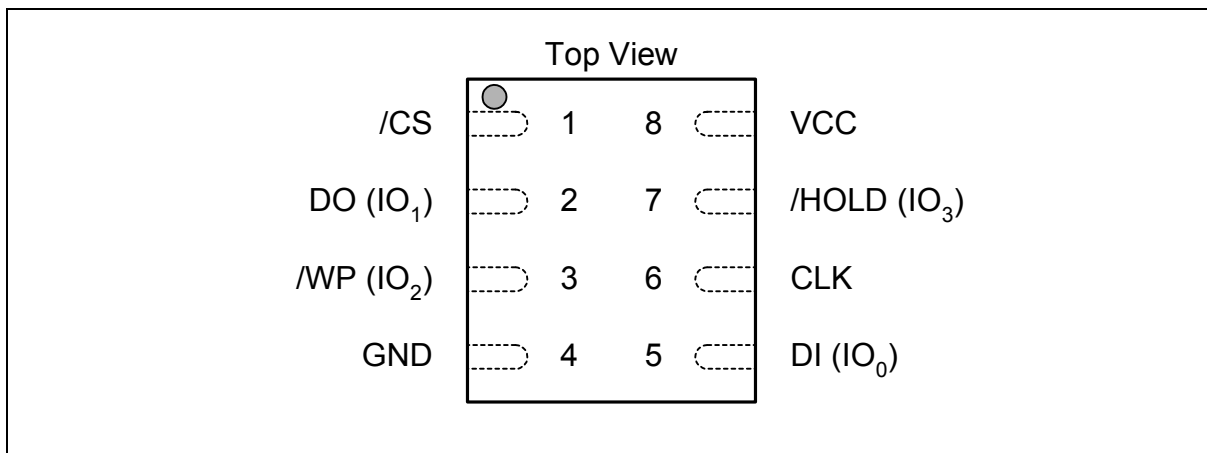 Top View
/CS 1 8 VCC
DO (IO₁) 2 7 /HOLD (IO₃)
/WP (IO₂) 3 6 CLK
GND 4 5 DI (IO₀)